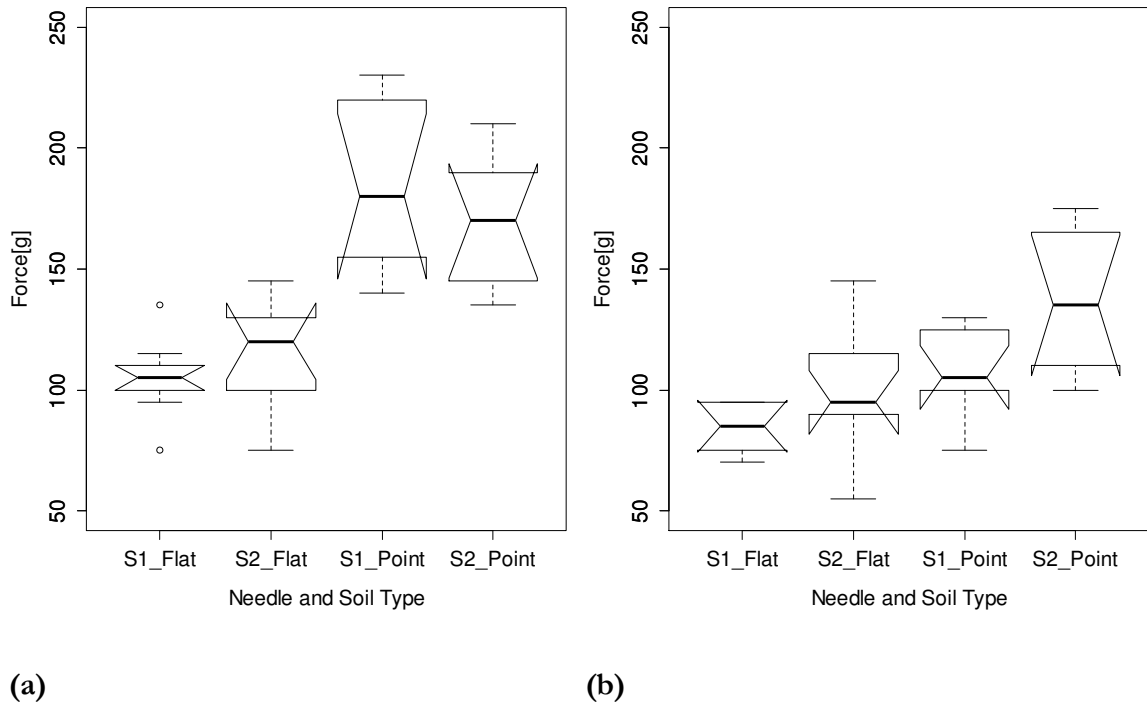 250
200
150
100
50
Force[g]
S1_Flat S2_Flat S1_Point S2_Point
Needle and Soil Type
(a)
250
200
150
100
50
Force[g]
S1_Flat S2_Flat S1_Point S2_Point
Needle and Soil Type
(b)